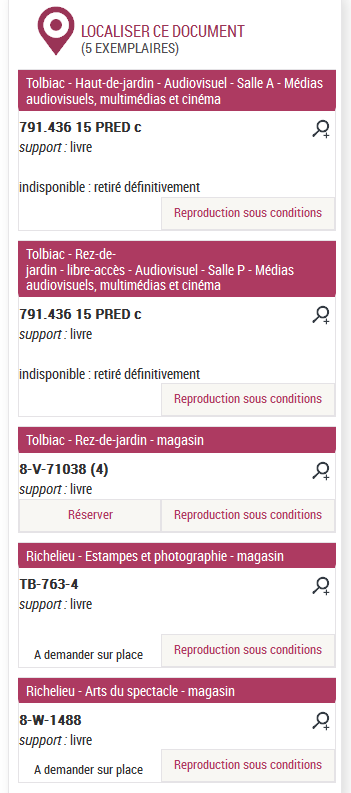 LOCALISER CE DOCUMENT
(5 EXEMPLAIRES)
Tolbiac - Haut-de-jardin - Audiovisuel - Salle A - Médias
audiovisuels, multimédias et cinéma
791.436 15 PRED c
support : livre
indisponible : retiré définitivement
Reproduction sous conditions
Tolbiac - Rez-de-
jardin - libre-accès - Audiovisuel - Salle P - Médias
audiovisuels, multimédias et cinéma
791.436 15 PRED c
support : livre
indisponible : retiré définitivement
Reproduction sous conditions
Tolbiac - Rez-de-jardin - magasin
8-V-71038 (4)
support : livre
Réserver
Reproduction sous conditions
Richelieu - Estampes et photographie - magasin
TB-763-4
support : livre
A demander sur place
Reproduction sous conditions
Richelieu - Arts du spectacle - magasin
8-W-1488
support : livre
A demander sur place
Reproduction sous conditions